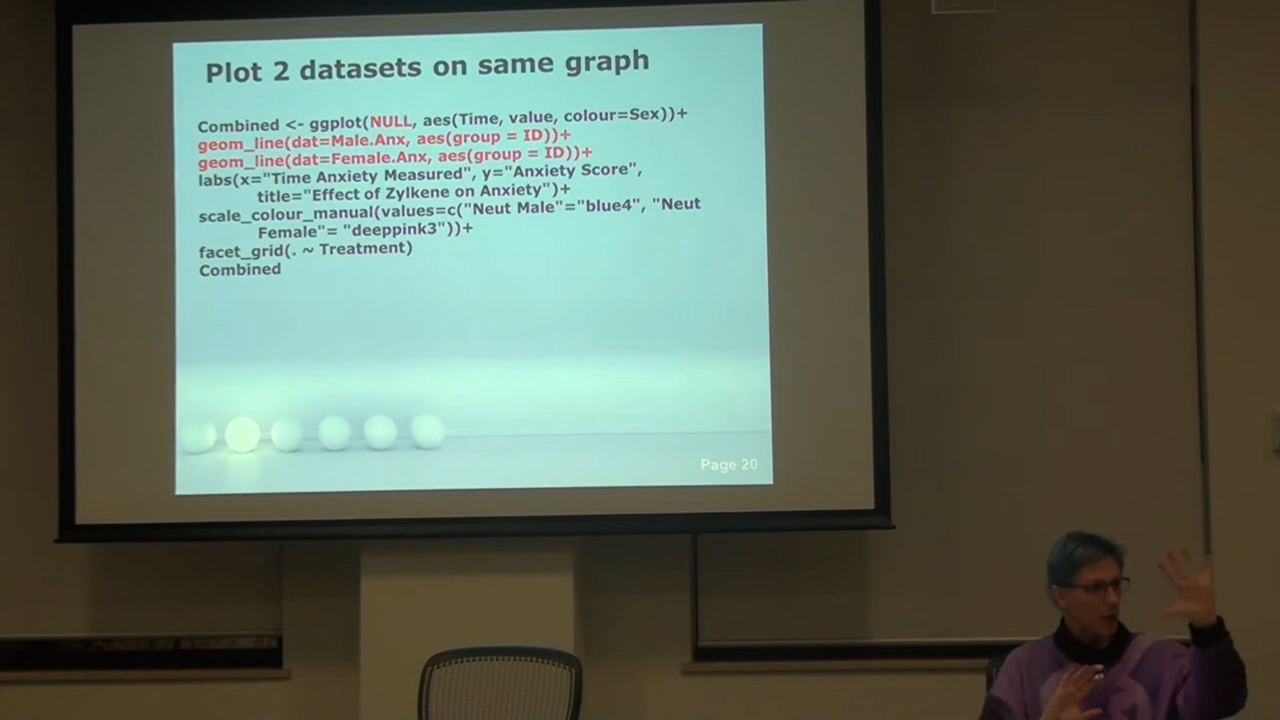 Plot 2 datasets on same graph
Combined <- ggplot(NULL, aes(Time, value, colour=Sex))+
geom_line(dat=Male.Anx, aes(group = ID))+
geom_line(dat=Female.Anx, aes(group = ID))+
labs(x="Time Anxiety Measured", y="Anxiety Score",
title="Effect of Zylkene on Anxiety")+
scale_colour_manual(values=c("Neut Male"="blue4", "Neut
Female"= "deeppink3"))+
facet_grid(. ~ Treatment)
Combined
Page 20